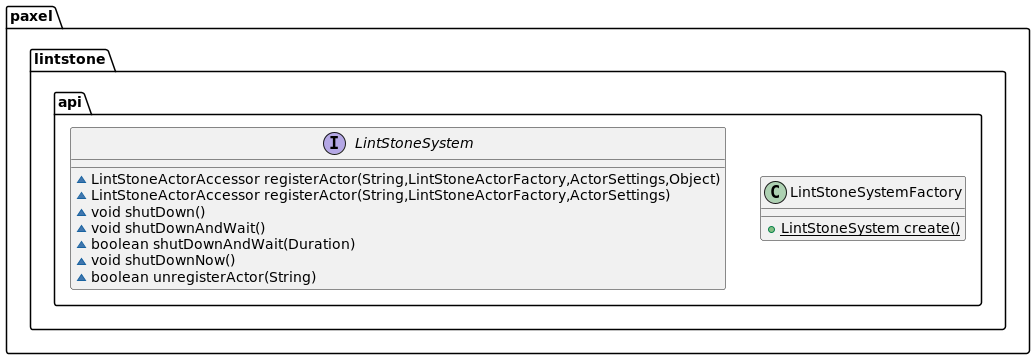 paxel
lintstone
api
I LintStoneSystem
LintStoneActorAccessor registerActor(String,LintStoneActorFactory,ActorSettings,Object)
LintStoneActorAccessor registerActor(String,LintStoneActorFactory,ActorSettings)
void shutDown()
void shutDownAndWait()
boolean shutDownAndWait(Duration)
void shutDownNow()
boolean unregisterActor(String)
C LintStoneSystemFactory
LintStoneSystem create()